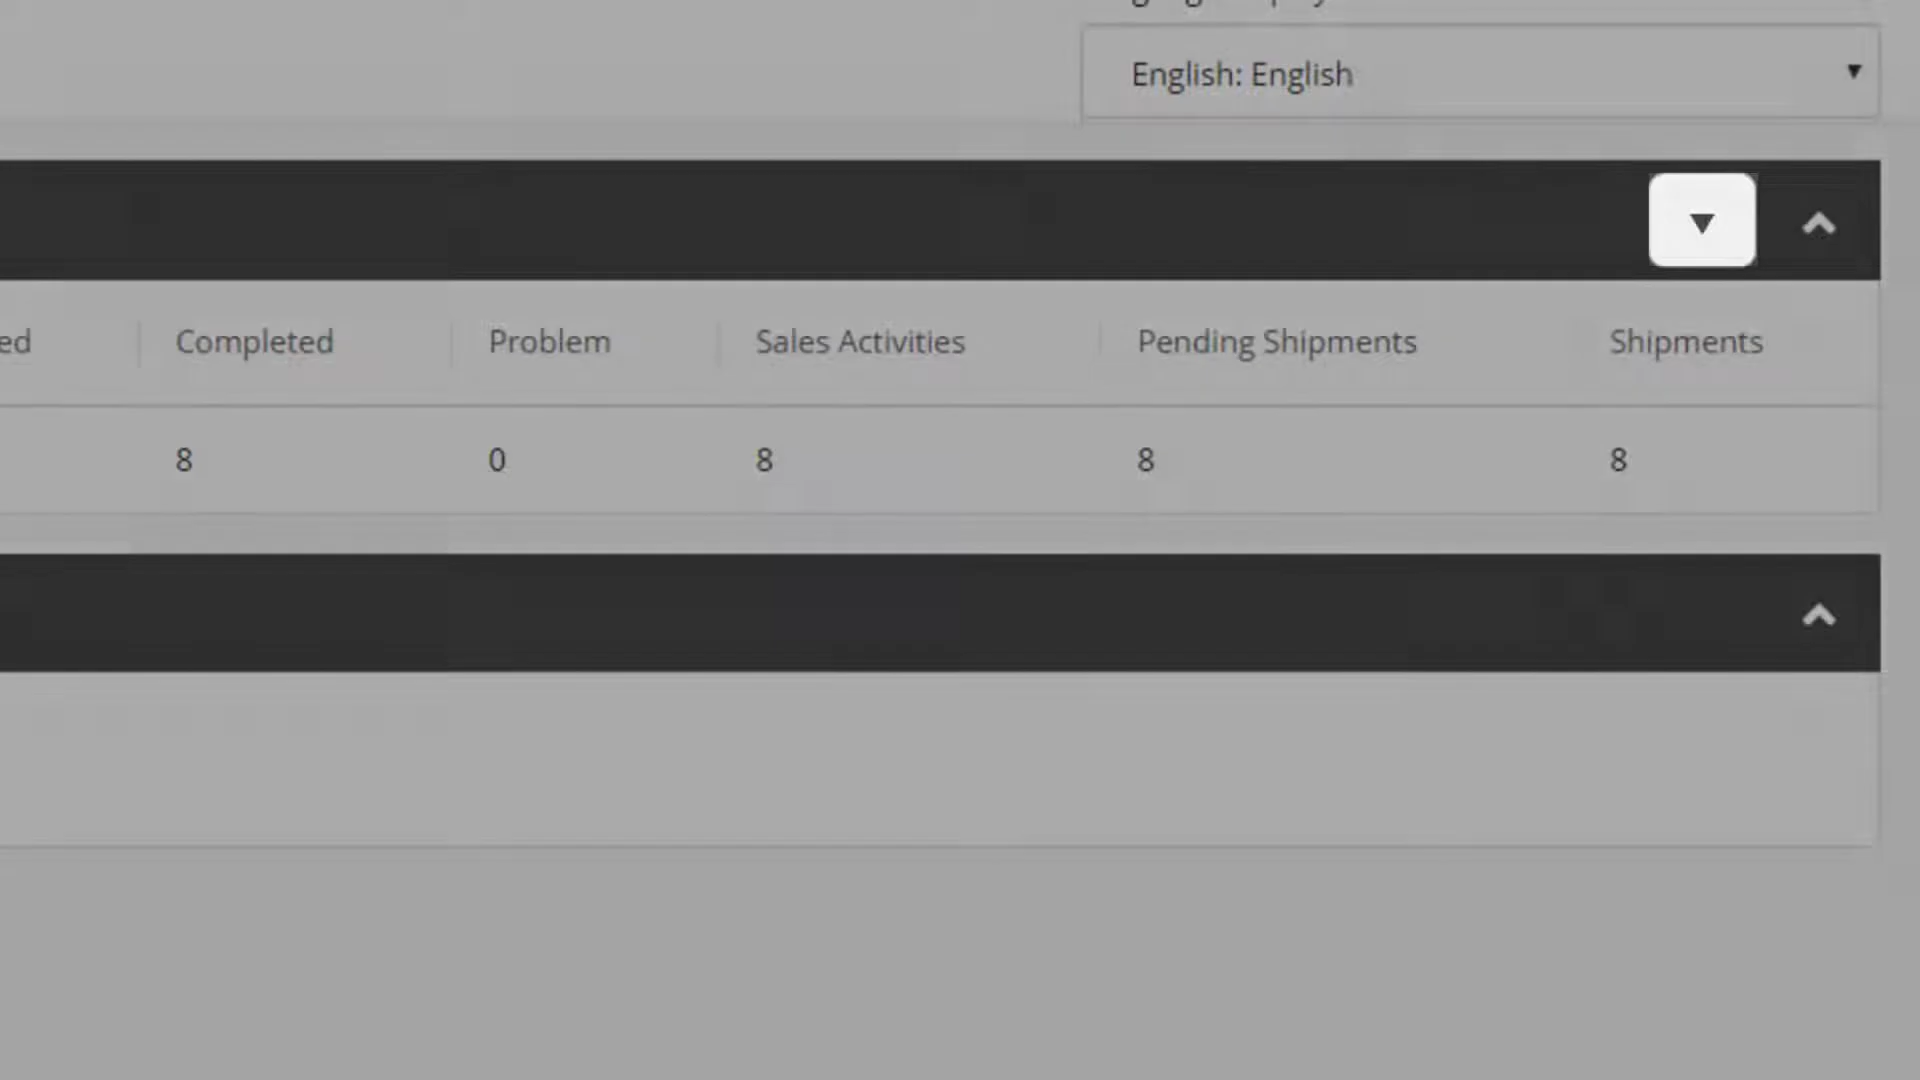 English: English
ed Completed Problem Sales Activities Pending Shipments Shipments
8 0 8 8 8